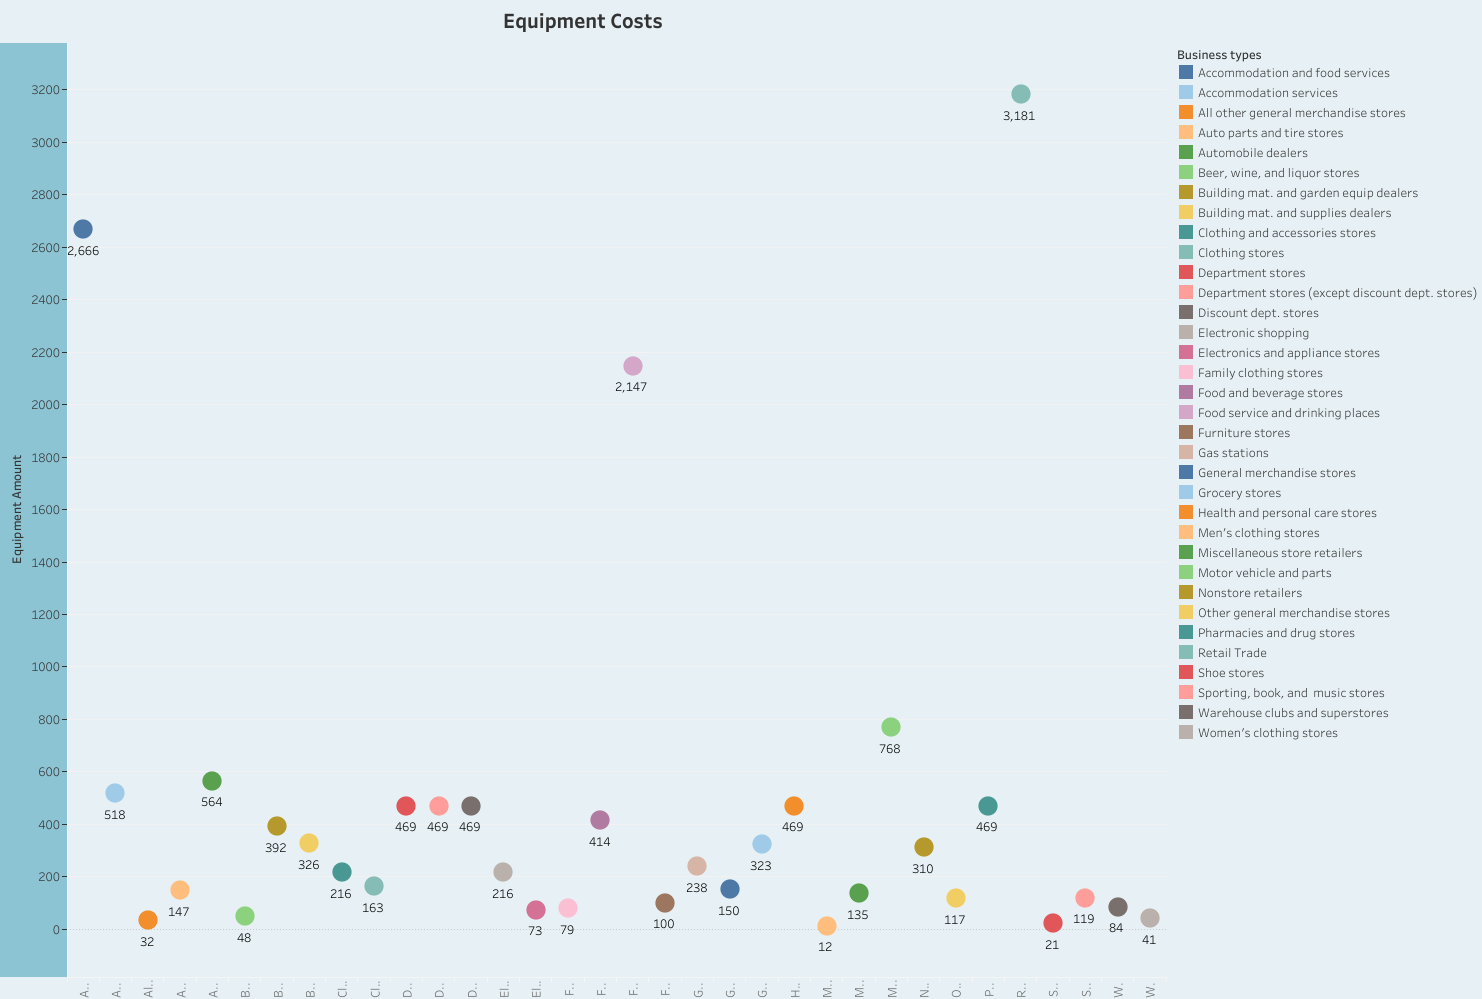 Equipment Costs
Equipment Amount
3200
3000
2800
2600
2400
2200
2000
1800
1600
1400
1200
1000
800
600
400
200
0
2,666
518
32
147
564
48
392
326
216
163
469
469
469
216
73
79
414
2,147
100
238
150
323
469
12
135
768
310
117
469
3,181
21
119
84
41
A..
A..
Al..
A..
A..
B..
B..
B..
Cl..
Cl..
D..
D..
D..
El..
El..
F..
F..
F..
F..
G..
G..
G..
H..
M..
M..
M..
N..
O..
P..
R..
S..
S..
W..
W..
Business types
Accommodation and food services
Accommodation services
All other general merchandise stores
Auto parts and tire stores
Automobile dealers
Beer, wine, and liquor stores
Building mat. and garden equip dealers
Building mat. and supplies dealers
Clothing and accessories stores
Clothing stores
Department stores
Department stores (except discount dept. stores)
Discount dept. stores
Electronic shopping
Electronics and appliance stores
Family clothing stores
Food and beverage stores
Food service and drinking places
Furniture stores
Gas stations
General merchandise stores
Grocery stores
Health and personal care stores
Men's clothing stores
Miscellaneous store retailers
Motor vehicle and parts
Nonstore retailers
Other general merchandise stores
Pharmacies and drug stores
Retail Trade
Shoe stores
Sporting, book, and  music stores
Warehouse clubs and superstores
Women's clothing stores